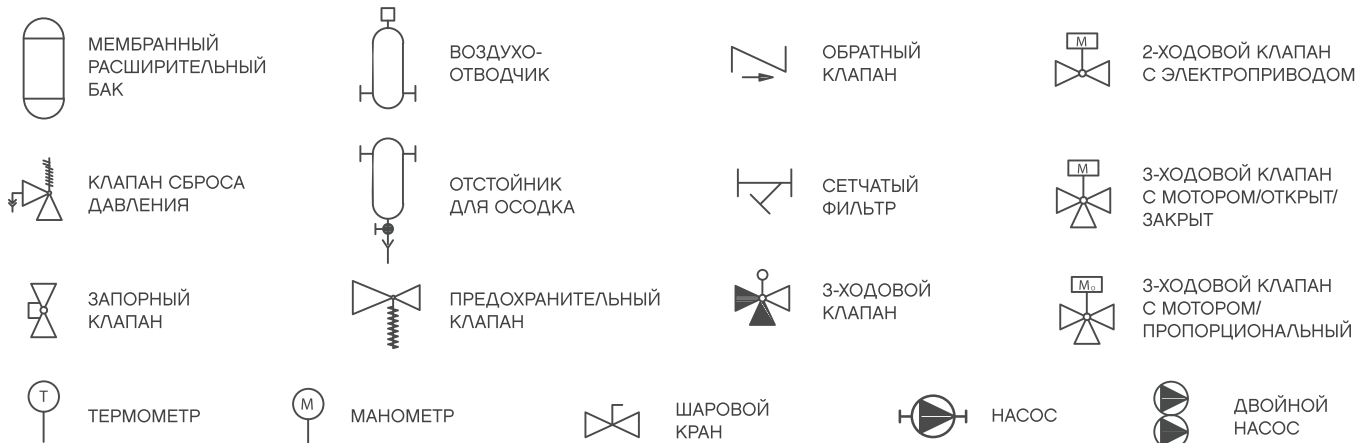 МЕМБРАННЫЙ
РАСШИРИТЕЛЬНЫЙ
БАК
ВОЗДУХО-
ОТВОДЧИК
ОБРАТНЫЙ
КЛАПАН
M
2-ХОДОВОЙ КЛАПАН
С ЭЛЕКТРОПРИВОДОМ
КЛАПАН СБРОСА
ДАВЛЕНИЯ
ОТСТОЙНИК
ДЛЯ ОСОДКА
СЕТЧАТЫЙ
ФИЛЬТР
M
3-ХОДОВОЙ КЛАПАН
С МОТОРОМ/ОТКРЫТ/
ЗАКРЫТ
ЗАПОРНЫЙ
КЛАПАН
ПРЕДОХРАНИТЕЛЬНЫЙ
КЛАПАН
3-ХОДОВОЙ
КЛАПАН
M₀
3-ХОДОВОЙ КЛАПАН
С МОТОРОМ/
ПРОПОРЦИОНАЛЬНЫЙ
T
ТЕРМОМЕТР
M
МАНОМЕТР
ШАРОВОЙ
КРАН
НАСОС
ДВОЙНОЙ
НАСОС